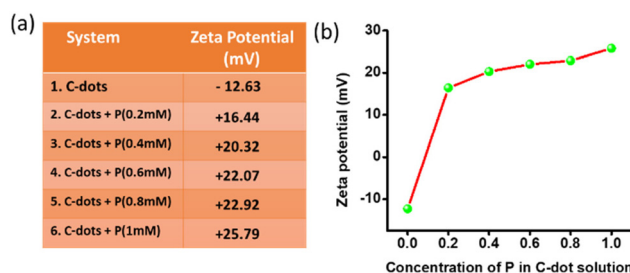 (a)
System Zeta Potential
(mV)
1. C-dots - 12.63
2. C-dots + P(0.2mM) +16.44
3. C-dots + P(0.4mM) +20.32
4. C-dots + P(0.6mM) +22.07
5. C-dots + P(0.8mM) +22.92
6. C-dots + P(1mM) +25.79
(b)
Zeta potential (mV)
30
20
10
0
-10
0.0 0.2 0.4 0.6 0.8 1.0
Concentration of P in C-dot solution